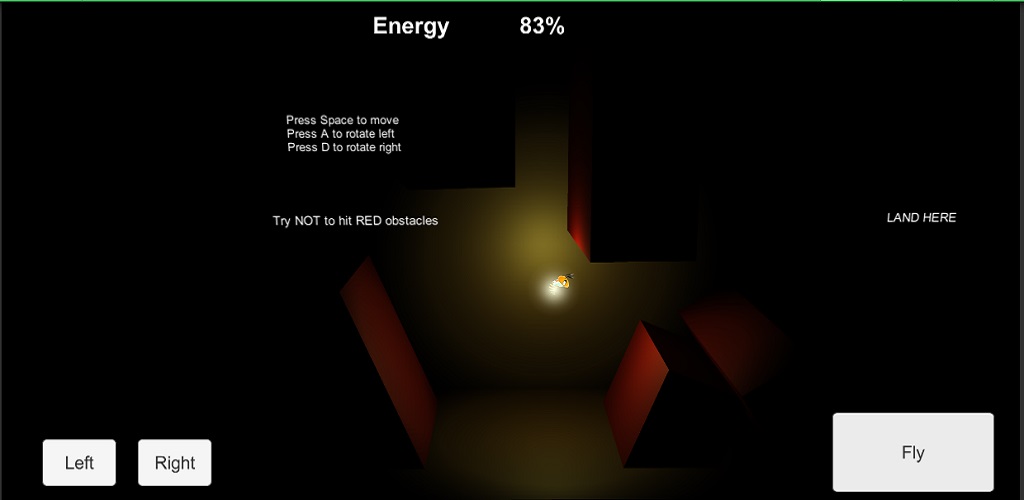 Energy 83%
Press Space to move
Press A to rotate left
Press D to rotate right
Try NOT to hit RED obstacles
LAND HERE
Left
Right
Fly